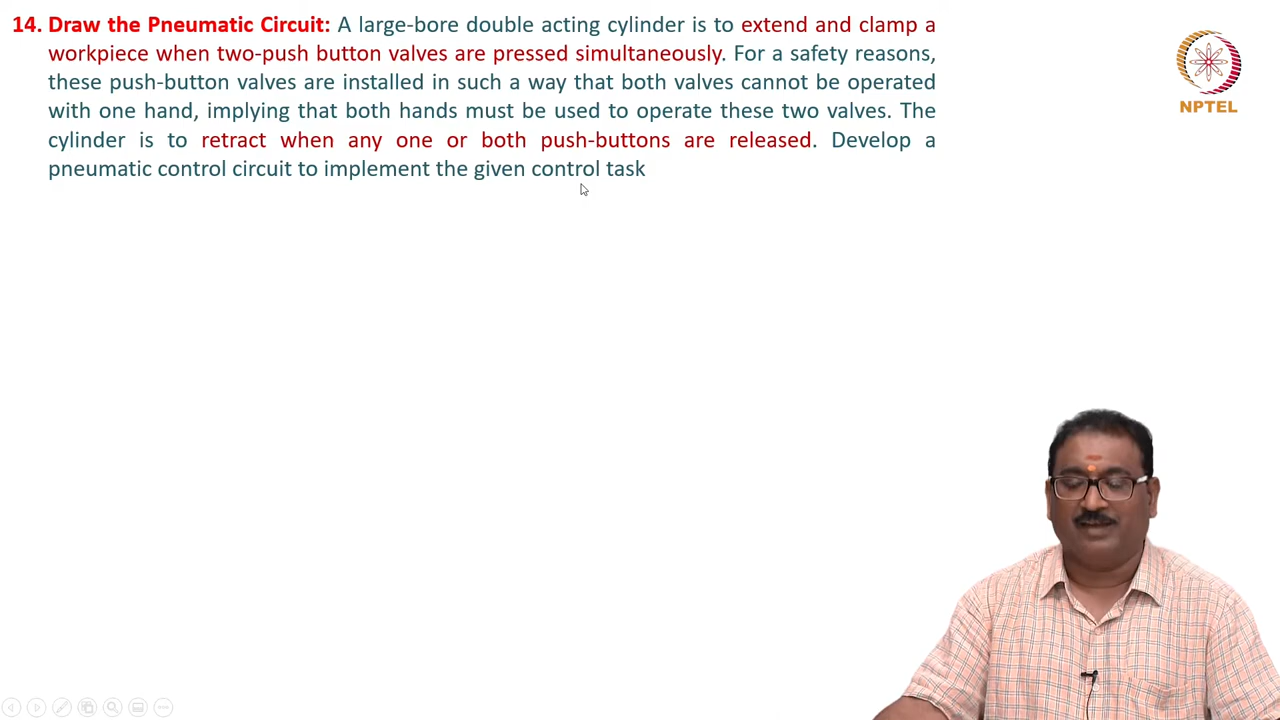 14. Draw the Pneumatic Circuit: A large-bore double acting cylinder is to extend and clamp a
workpiece when two-push button valves are pressed simultaneously. For a safety reasons,
these push-button valves are installed in such a way that both valves cannot be operated
with one hand, implying that both hands must be used to operate these two valves. The
cylinder is to retract when any one or both push-buttons are released. Develop a
pneumatic control circuit to implement the given control task
NPTEL